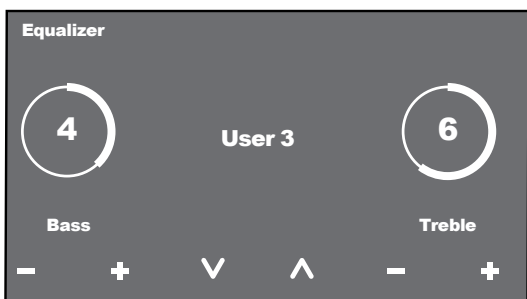 Equalizer
4
User 3
6
Bass
Treble
- + - +